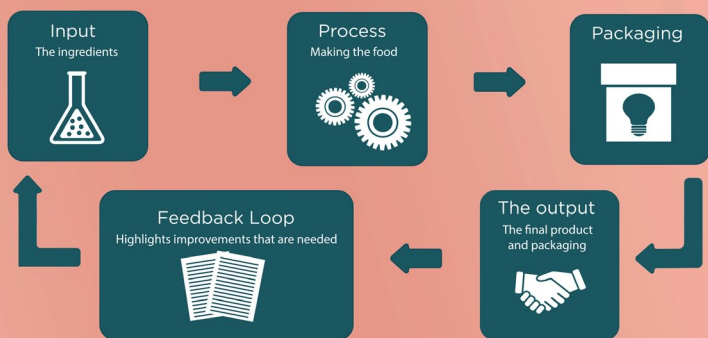 Input
The ingredients
Process
Making the food
Packaging
The output
The final product
and packaging
Feedback Loop
Highlights improvements that are needed